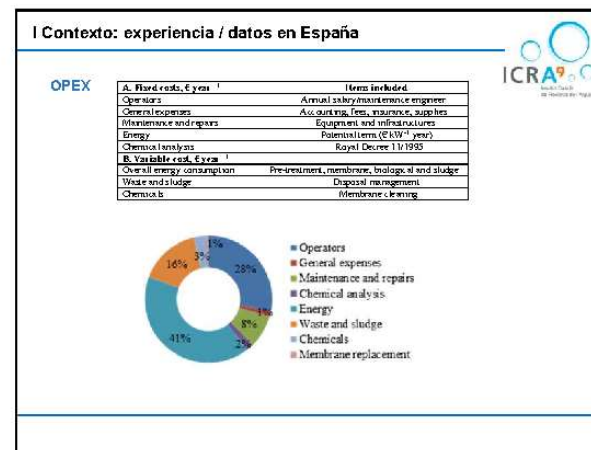 I Contexto: experiencia / datos en España
ICRA9
OPEX
A. Fixed costs, € year⁻¹ Items included
Operators Annual salary/maintenance engineer
General expenses Accounting, fees, insurance, supplies
Maintenance and repairs Equipment and infrastructures
Energy Potential term (€ kW⁻¹ year)
Chemical analysis Royal Decree 11/1995
B. Variable cost, € year⁻¹
Overall energy consumption Pre-treatment, membrane, biological and sludge
Waste and sludge Disposal management
Chemicals Membrane cleaning
1%
3%
16%
28%
1%
8%
2%
41%
Operators
General expenses
Maintenance and repairs
Chemical analysis
Energy
Waste and sludge
Chemicals
Membrane replacement